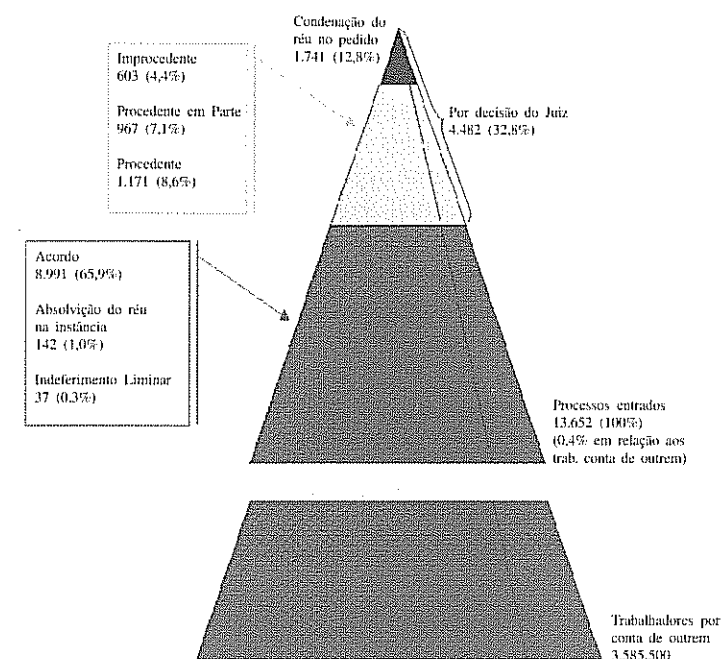 Condenação do
réu no pedido
1.741 (12,8%)
Improcedente
603 (4,4%)
Procedente em Parte
967 (7,1%)
Procedente
1.171 (8,6%)
Por decisão do Juiz
4.482 (32,8%)
Acordo
8.991 (65,9%)
Absolvição do réu
na instância
142 (1,0%)
Indeferimento Liminar
37 (0,3%)
Processos entrados
13.652 (100%)
(0,4% em relação aos
trab. conta de outrem)
Trabalhadores por
conta de outrem
3.585.500